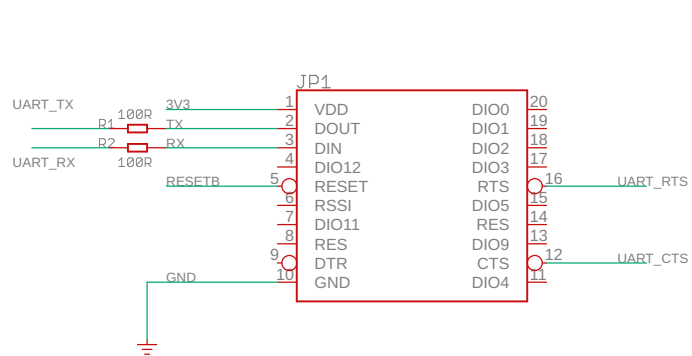 JP1
UART_TX
100R
R1
3V3
TX
R2
RX
UART_RX
100R
RESETB
GND
1 VDD DIO0 20
2 DOUT DIO1 19
3 DIN DIO2 18
4 DIO12 DIO3 17
5 RESET RTS 16 UART_RTS
6 RSSI DIO5 15
7 DIO11 RES 14
8 RES DIO9 13
9 DTR CTS 12 UART_CTS
10 GND DIO4 11